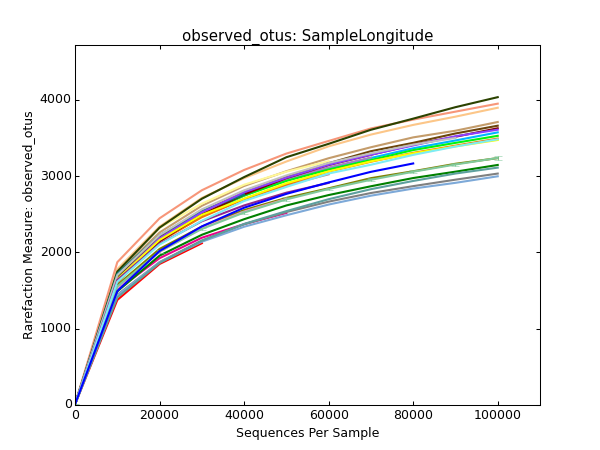 observed_otus: SampleLongitude
4000
3000
2000
1000
0
0 20000 40000 60000 80000 100000
Rarefaction Measure: observed_otus
Sequences Per Sample